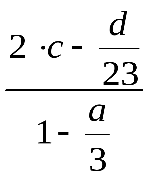 2 · c - d/23
1 - a/3